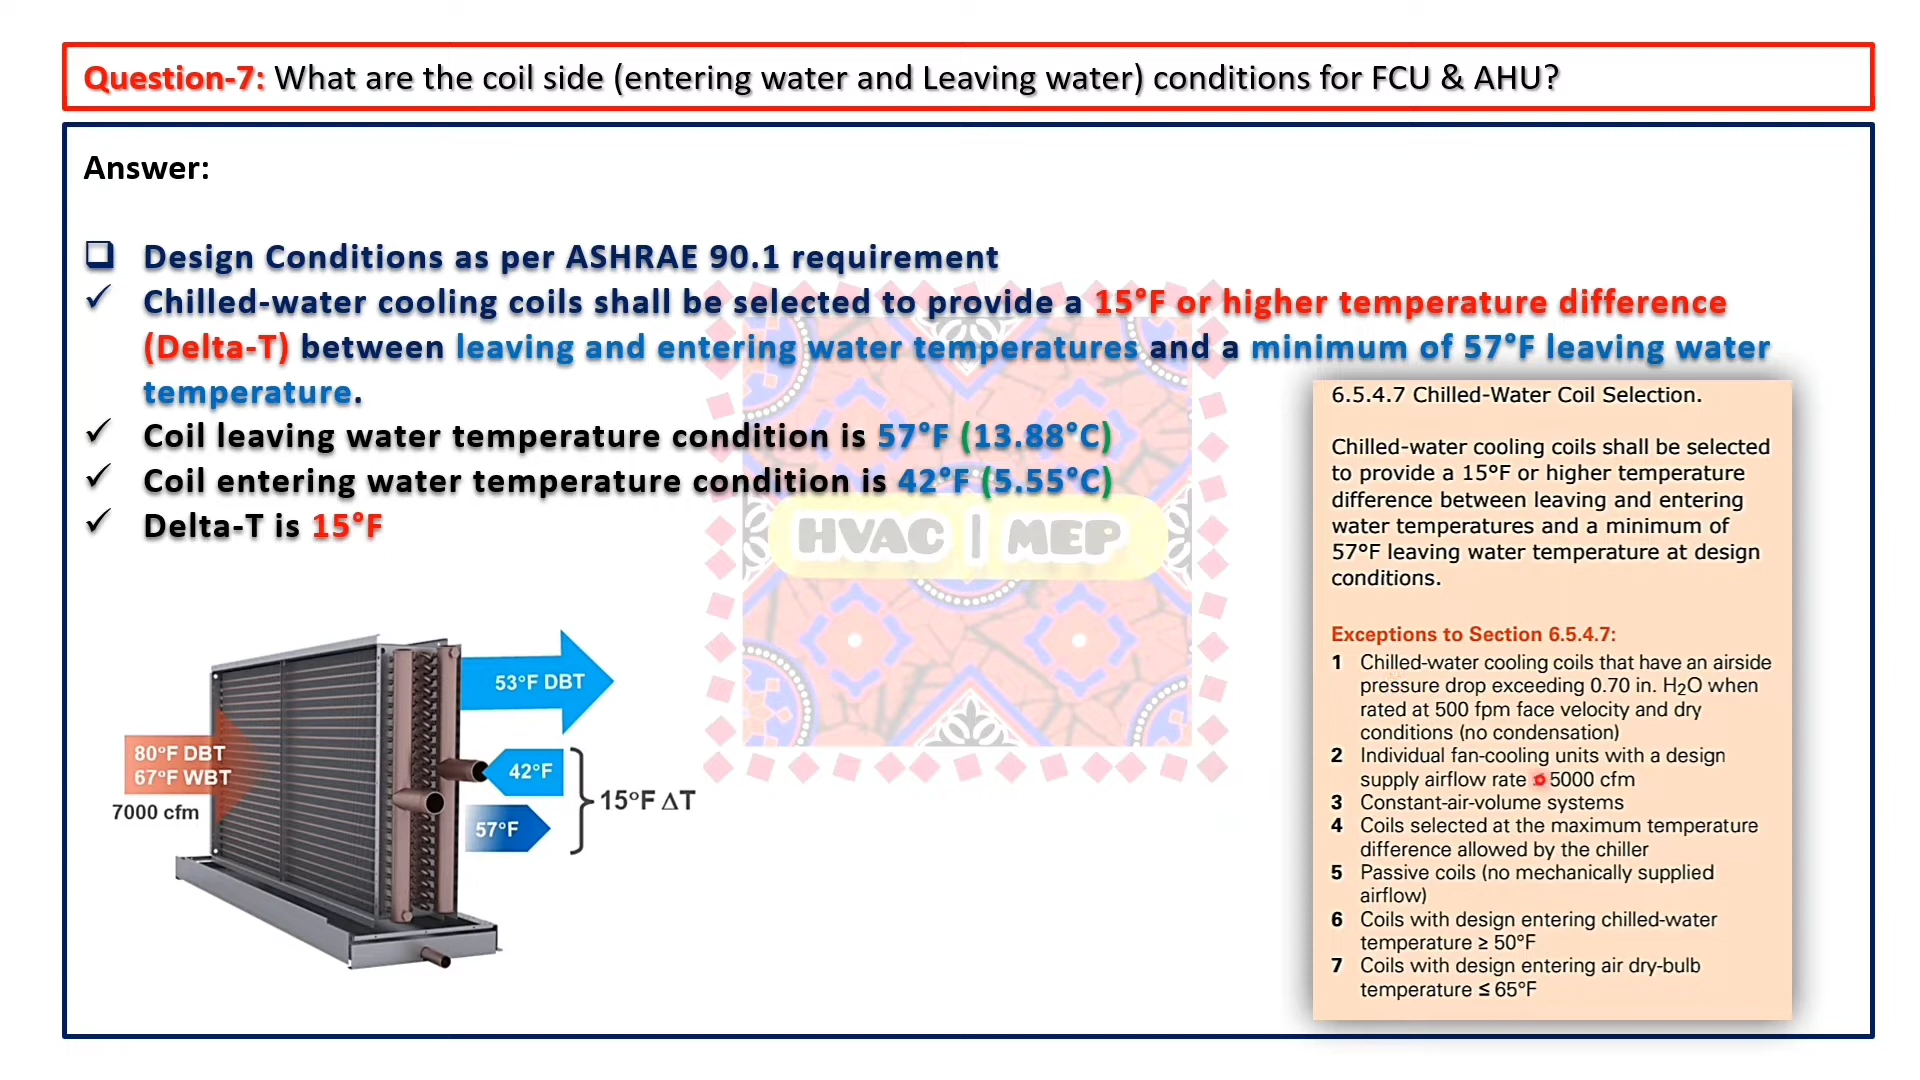 Question-7: What are the coil side (entering water and Leaving water) conditions for FCU & AHU?
Answer:
❑ Design Conditions as per ASHRAE 90.1 requirement
✓ Chilled-water cooling coils shall be selected to provide a 15°F or higher temperature difference
(Delta-T) between leaving and entering water temperatures and a minimum of 57°F leaving water
temperature.
✓ Coil leaving water temperature condition is 57°F (13.88°C)
✓ Coil entering water temperature condition is 42°F (5.55°C)
✓ Delta-T is 15°F
HVAC | MEP
53°F DBT
80°F DBT
67°F WBT
7000 cfm
42°F
57°F
15°F ΔT
6.5.4.7 Chilled-Water Coil Selection.
Chilled-water cooling coils shall be selected
to provide a 15°F or higher temperature
difference between leaving and entering
water temperatures and a minimum of
57°F leaving water temperature at design
conditions.
Exceptions to Section 6.5.4.7:
1 Chilled-water cooling coils that have an airside
pressure drop exceeding 0.70 in. H2O when
rated at 500 fpm face velocity and dry
conditions (no condensation)
2 Individual fan-cooling units with a design
supply airflow rate 5000 cfm
3 Constant-air-volume systems
4 Coils selected at the maximum temperature
difference allowed by the chiller
5 Passive coils (no mechanically supplied
airflow)
6 Coils with design entering chilled-water
temperature ≥ 50°F
7 Coils with design entering air dry-bulb
temperature ≤ 65°F